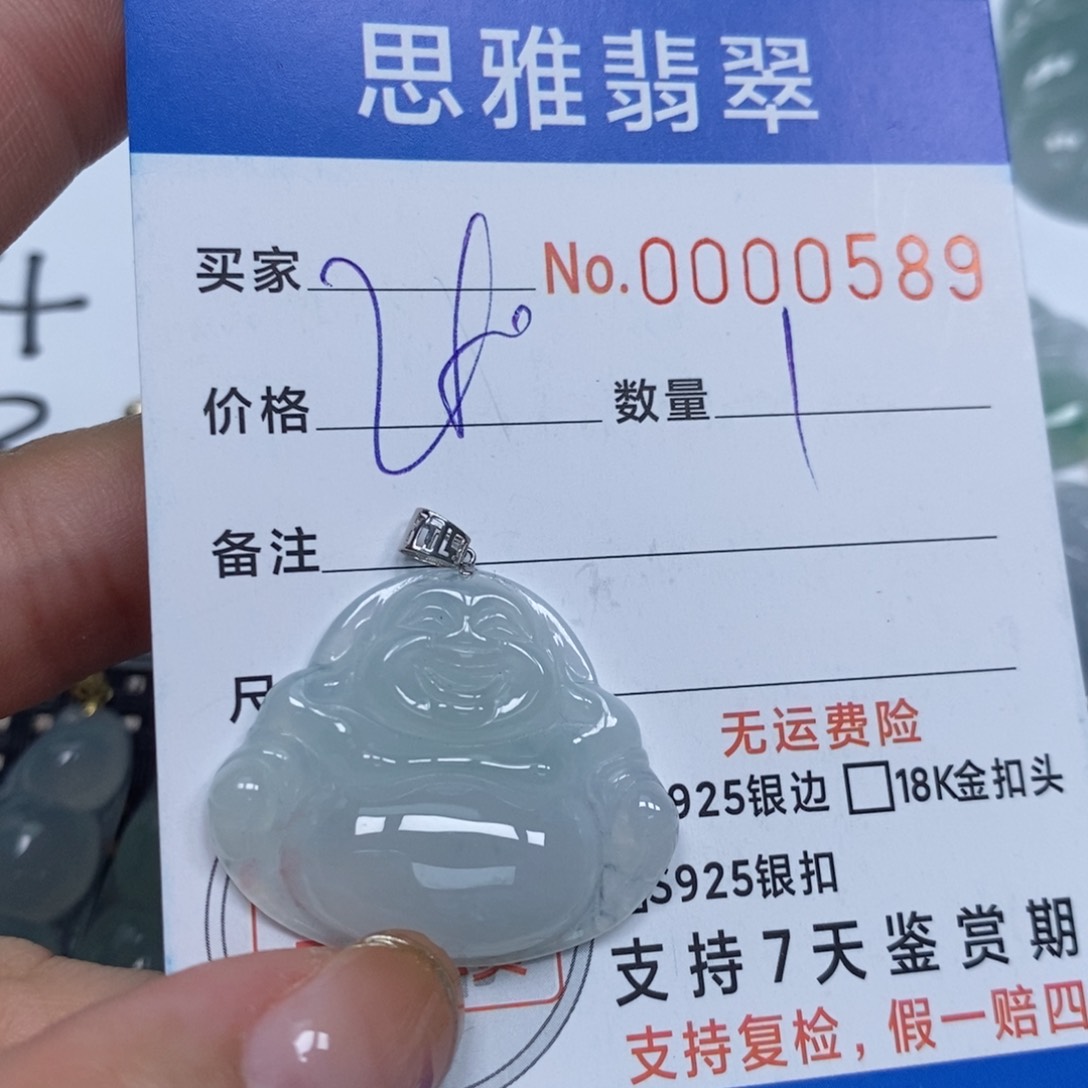 思雅翡翠
买家 No.0000589
价格 数量 1
备注
尺
无运费险
925银边 □18K金扣头
S925银扣
支持7天鉴赏期
支持复检，假一赔四